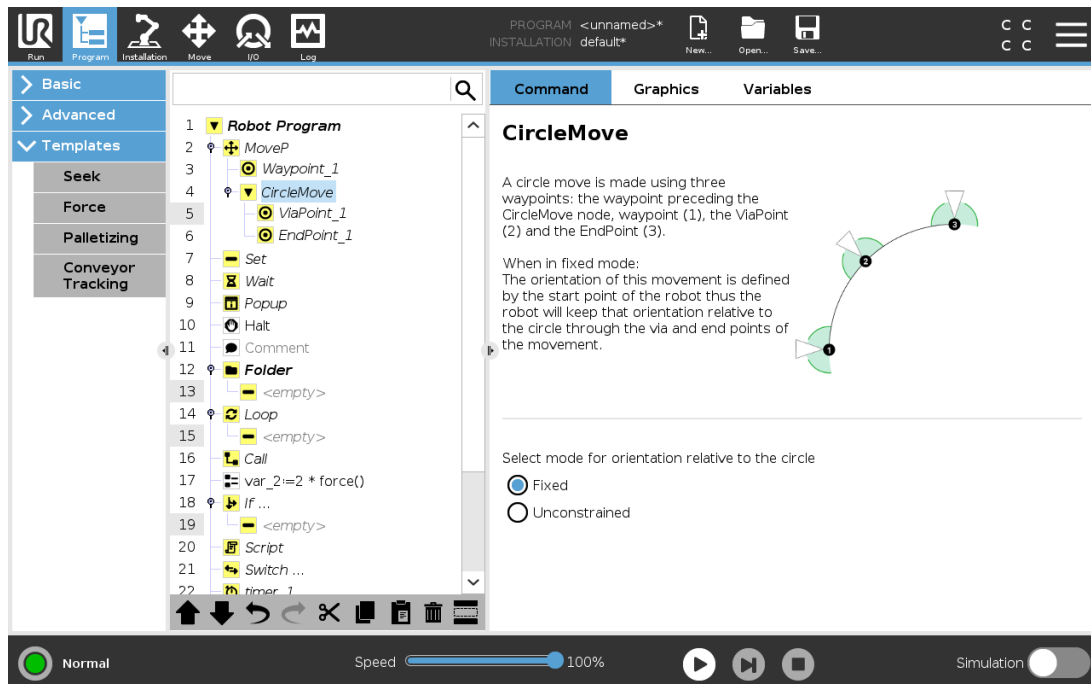 PROGRAM <unnamed>*
INSTALLATION default*
C C
C C
Run Program Installation Move I/O Log New... Open... Save...
Basic
Advanced
Templates
Seek
Force
Palletizing
Conveyor
Tracking
1 Robot Program
2 MoveP
3 Waypoint_1
4 CircleMove
5 ViaPoint_1
6 EndPoint_1
7 Set
8 Wait
9 Popup
10 Halt
11 Comment
12 Folder
13 <empty>
14 Loop
15 <empty>
16 Call
17 var_2:=2 * force()
18 If ...
19 <empty>
20 Script
21 Switch ...
22 timer_1
Command Graphics Variables
CircleMove
A circle move is made using three
waypoints: the waypoint preceding the
CircleMove node, waypoint (1), the ViaPoint
(2) and the EndPoint (3).
When in fixed mode:
The orientation of this movement is defined
by the start point of the robot thus the
robot will keep that orientation relative to
the circle through the via and end points of
the movement.
3
2
1
Select mode for orientation relative to the circle
Fixed
Unconstrained
Normal Speed 100% Simulation